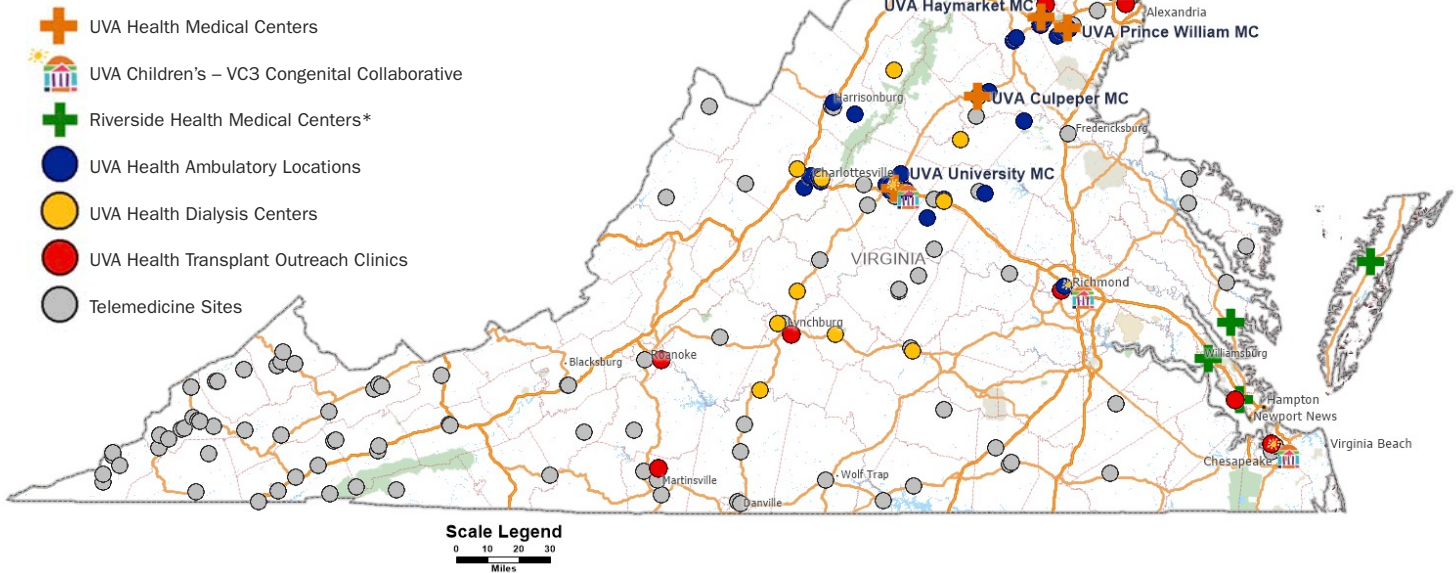 UVA Health Medical Centers
UVA Children's – VC3 Congenital Collaborative
Riverside Health Medical Centers*
UVA Health Ambulatory Locations
UVA Health Dialysis Centers
UVA Health Transplant Outreach Clinics
Telemedicine Sites
UVA Haymarket MC
Alexandria
UVA Prince William MC
Harrisonburg
UVA Culpeper MC
Fredericksburg
Charlottesville
UVA University MC
VIRGINIA
Richmond
Lynchburg
Roanoke
Blacksburg
Williamsburg
Hampton
Newport News
Virginia Beach
Chesapeake
Wolf Trap
Martinsville
Danville
Scale Legend
0 10 20 30
Miles